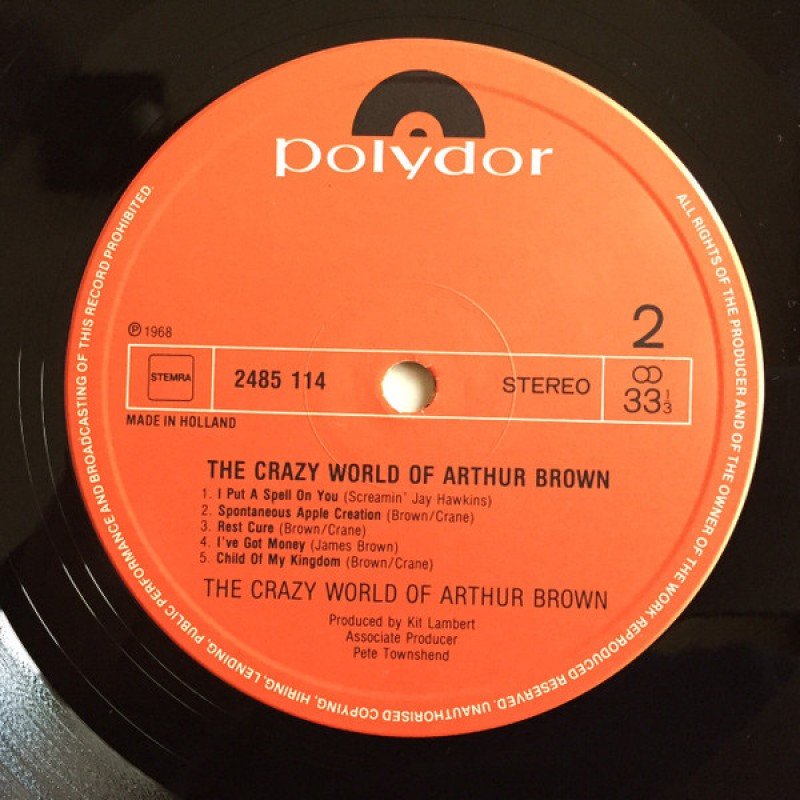 polydor
2
℗ 1968
STEMRA
2485 114
STEREO
33 1/3
MADE IN HOLLAND
THE CRAZY WORLD OF ARTHUR BROWN
1. I Put A Spell On You (Screamin' Jay Hawkins)
2. Spontaneous Apple Creation (Brown/Crane)
3. Rest Cure (Brown/Crane)
4. I've Got Money (James Brown)
5. Child Of My Kingdom (Brown/Crane)
THE CRAZY WORLD OF ARTHUR BROWN
Produced by Kit Lambert
Associate Producer
Pete Townshend
ALL RIGHTS OF THE PRODUCER AND OF THE OWNER OF THE WORK REPRODUCED RESERVED. UNAUTHORISED COPYING, HIRING, LENDING, PUBLIC PERFORMANCE AND BROADCASTING OF THIS RECORD PROHIBITED.